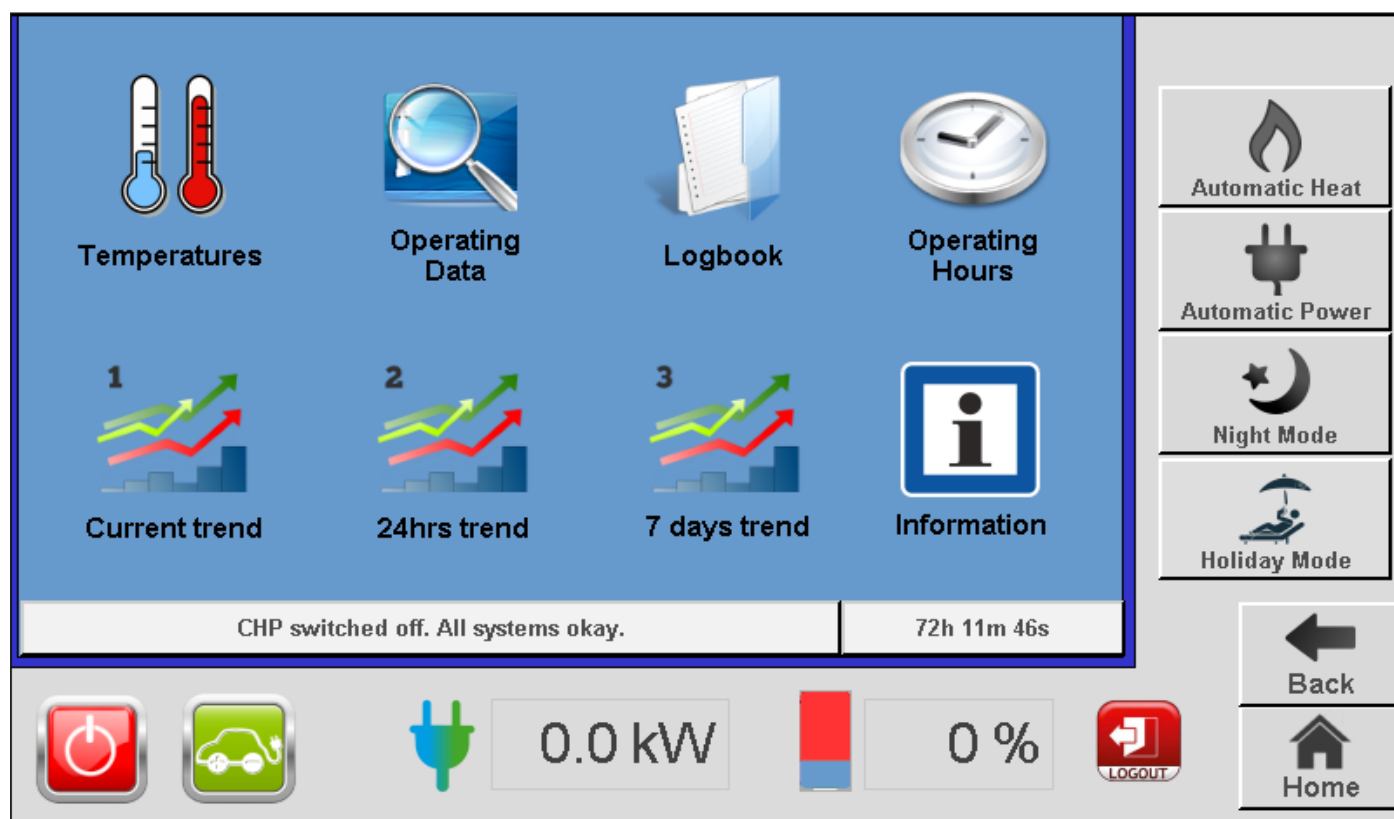 Temperatures
Operating
Data
Logbook
Operating
Hours
1
2
3
Current trend
24hrs trend
7 days trend
Information
CHP switched off. All systems okay.
72h 11m 46s
Automatic Heat
Automatic Power
Night Mode
Holiday Mode
Back
Home
0.0 kW
0 %
LOGOUT